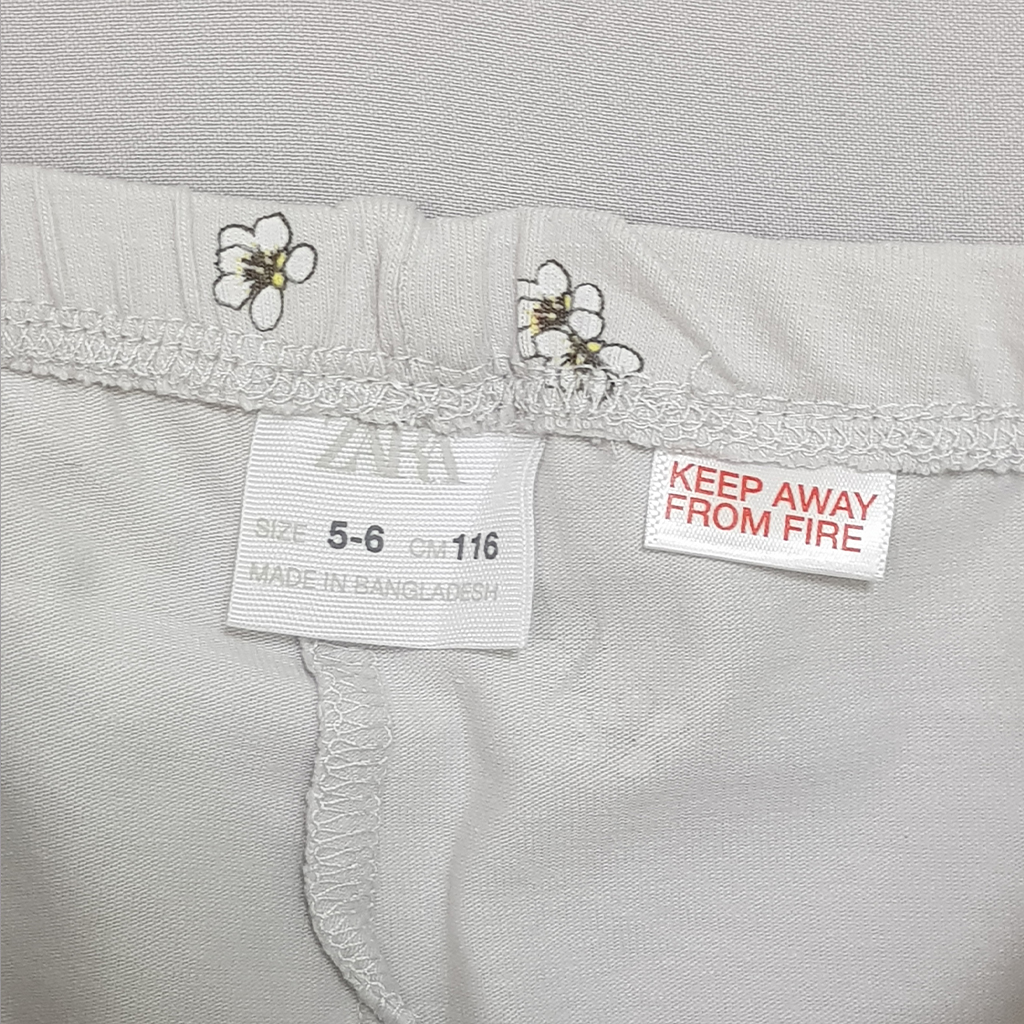 ZARA
SIZE 5-6 CM 116
MADE IN BANGLADESH
KEEP AWAY
FROM FIRE